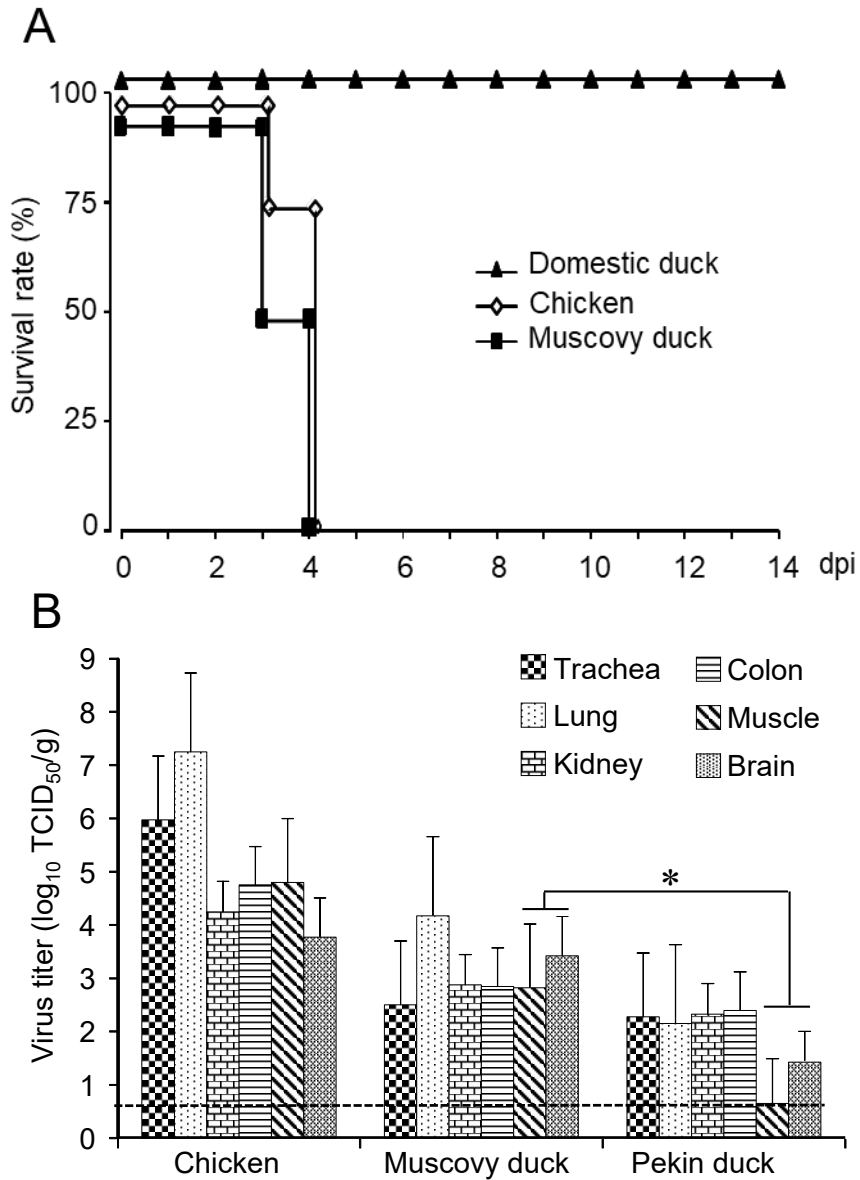 A
100
75
50
25
0
Survival rate (%)
Domestic duck
Chicken
Muscovy duck
0 2 4 6 8 10 12 14 dpi
B
9
8
7
6
5
4
3
2
1
0
Virus titer (log₁₀ TCID₅₀/g)
Trachea Colon
Lung Muscle
Kidney Brain
*
Chicken Muscovy duck Pekin duck